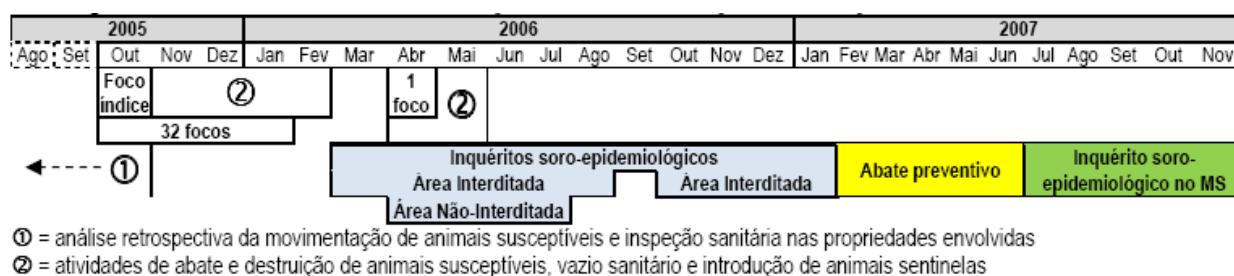 2005 2006 2007
Ago Set Out Nov Dez Jan Fev Mar Abr Mai Jun Jul Ago Set Out Nov Dez Jan Fev Mar Abr Mai Jun Jul Ago Set Out Nov
Foco índice ② 1 foco ②
32 focos
①
Inquéritos soro-epidemiológicos
Área Interditada Área Interditada
Área Não-Interditada
Abate preventivo
Inquérito soro-
epidemiológico no MS
① = análise retrospectiva da movimentação de animais susceptíveis e inspeção sanitária nas propriedades envolvidas
② = atividades de abate e destruição de animais susceptíveis, vazio sanitário e introdução de animais sentinelas